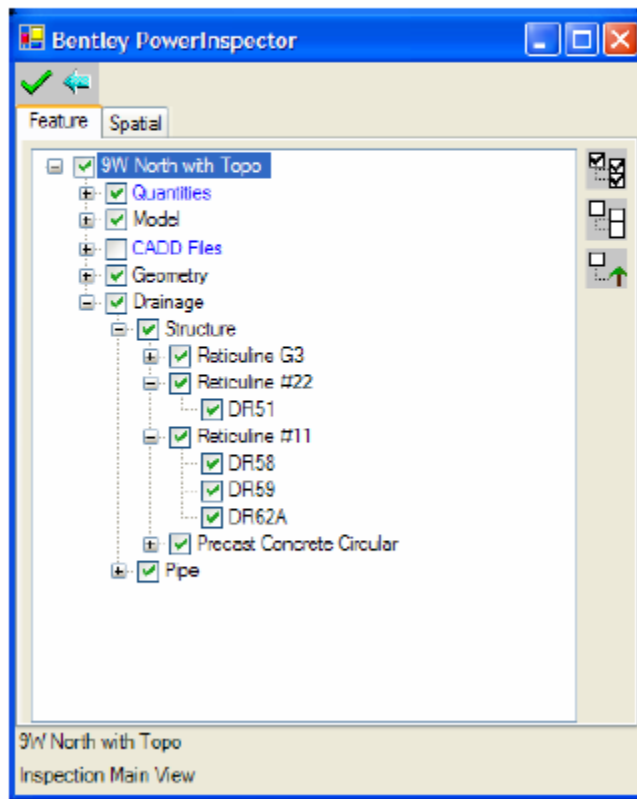 Bentley PowerInspector
Feature Spatial
9W North with Topo
Quantities
Model
CADD Files
Geometry
Drainage
Structure
Reticuline G3
Reticuline #22
DR51
Reticuline #11
DR58
DR59
DR62A
Precast Concrete Circular
Pipe
9W North with Topo
Inspection Main View